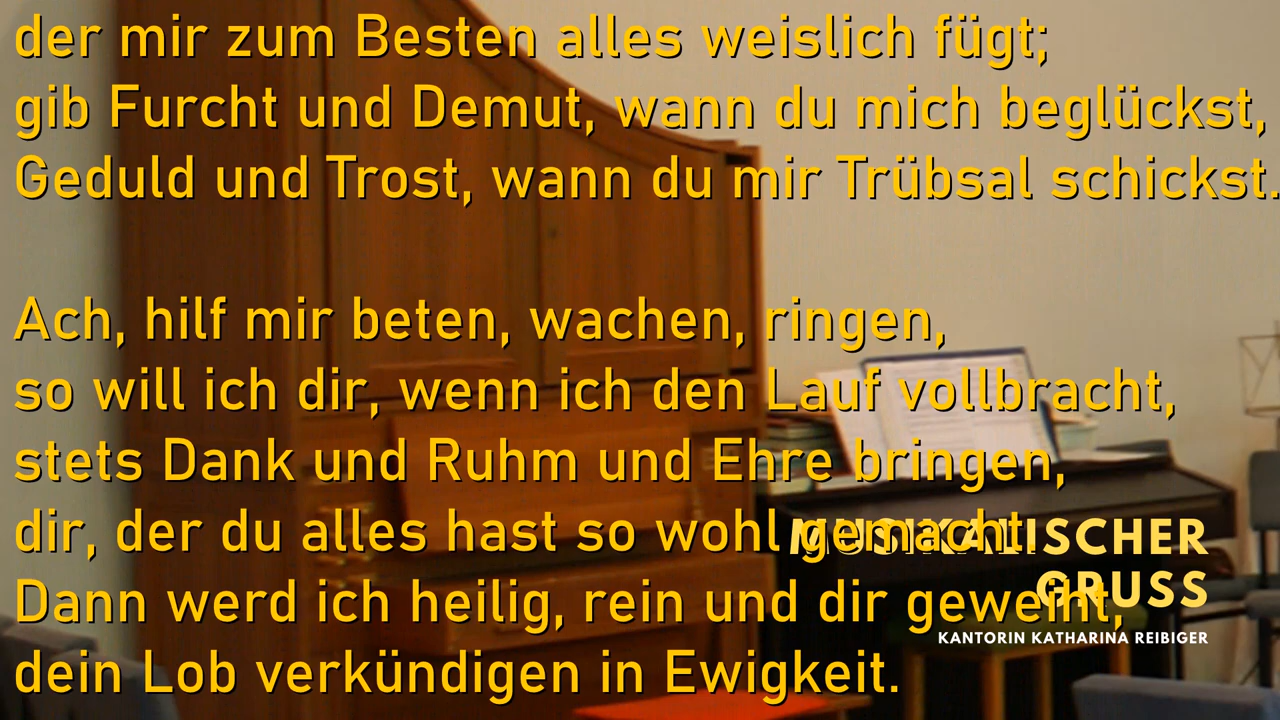 der mir zum Besten alles weislich fügt;
gib Furcht und Demut, wann du mich beglückst,
Geduld und Trost, wann du mir Trübsal schickst.
Ach, hilf mir beten, wachen, ringen,
so will ich dir, wenn ich den Lauf vollbracht,
stets Dank und Ruhm und Ehre bringen,
dir, der du alles hast so wohl gemacht.
Dann werd ich heilig, rein und dir geweiht,
dein Lob verkündigen in Ewigkeit.
MUSIKALISCHER
GRUSS
KANTORIN KATHARINA REIBIGER